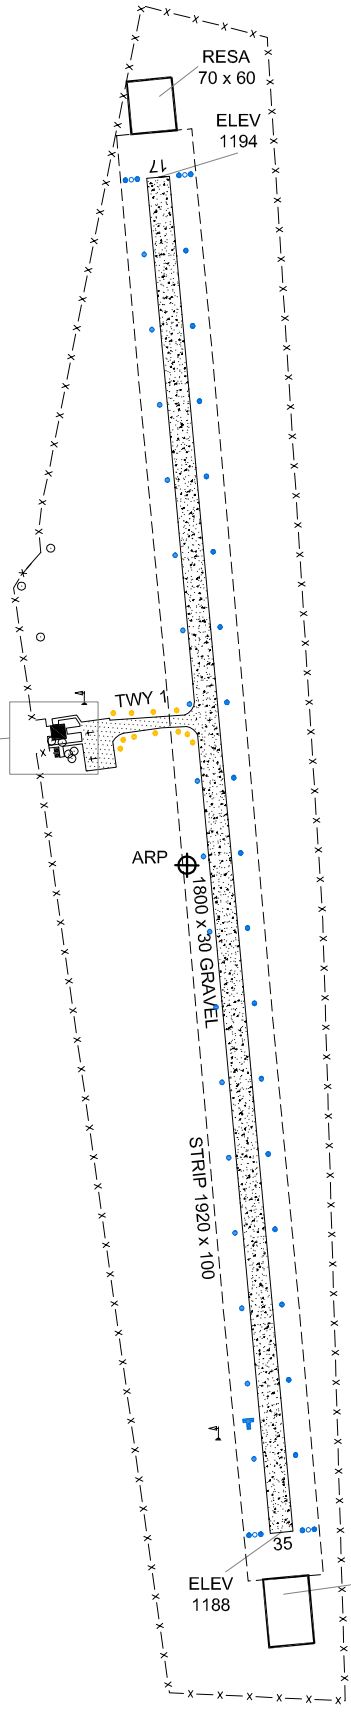 RESA
70 x 60
ELEV
1194
17
TWY 1
ARP
1800 x 30 GRAVEL
STRIP 1920 x 100
35
ELEV
1188